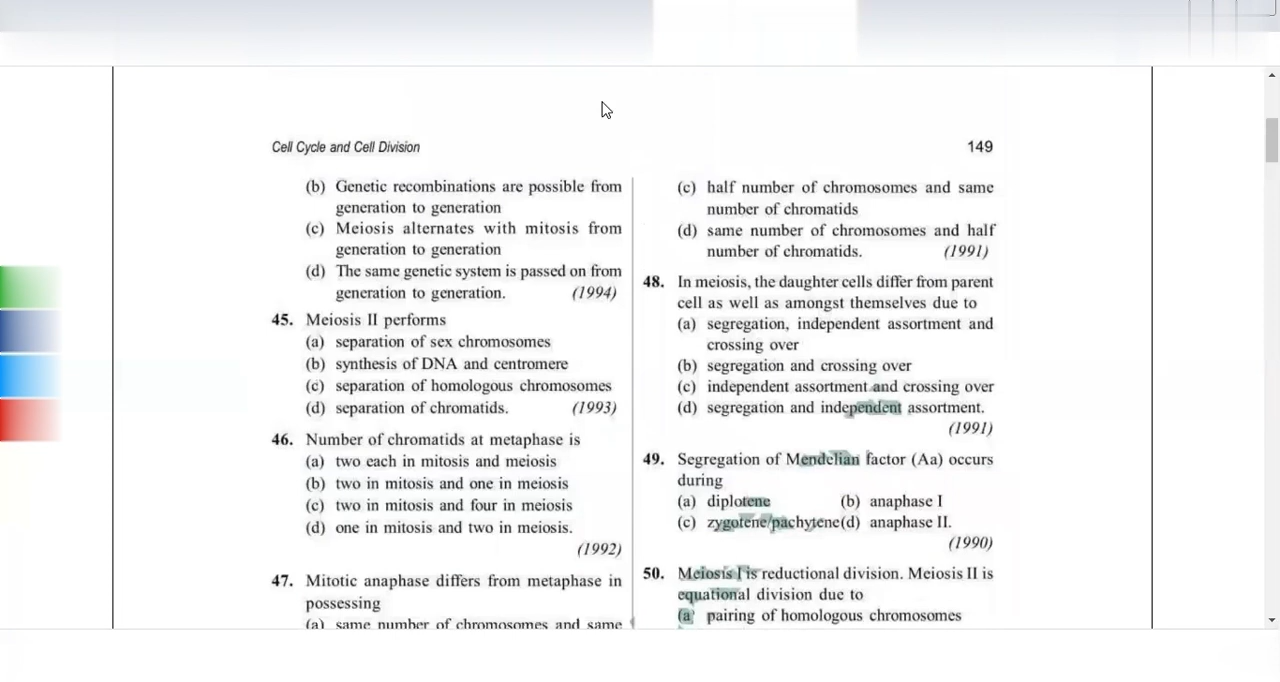 Cell Cycle and Cell Division
149
(b) Genetic recombinations are possible from
generation to generation
(c) Meiosis alternates with mitosis from
generation to generation
(d) The same genetic system is passed on from
generation to generation. (1994)
45. Meiosis II performs
(a) separation of sex chromosomes
(b) synthesis of DNA and centromere
(c) separation of homologous chromosomes
(d) separation of chromatids. (1993)
46. Number of chromatids at metaphase is
(a) two each in mitosis and meiosis
(b) two in mitosis and one in meiosis
(c) two in mitosis and four in meiosis
(d) one in mitosis and two in meiosis.
(1992)
47. Mitotic anaphase differs from metaphase in
possessing
(a) same number of chromosomes and same
(c) half number of chromosomes and same
number of chromatids
(d) same number of chromosomes and half
number of chromatids. (1991)
48. In meiosis, the daughter cells differ from parent
cell as well as amongst themselves due to
(a) segregation, independent assortment and
crossing over
(b) segregation and crossing over
(c) independent assortment and crossing over
(d) segregation and independent assortment.
(1991)
49. Segregation of Mendelian factor (Aa) occurs
during
(a) diplotene (b) anaphase I
(c) zygotene/pachytene(d) anaphase II.
(1990)
50. Meiosis I is reductional division. Meiosis II is
equational division due to
(a) pairing of homologous chromosomes